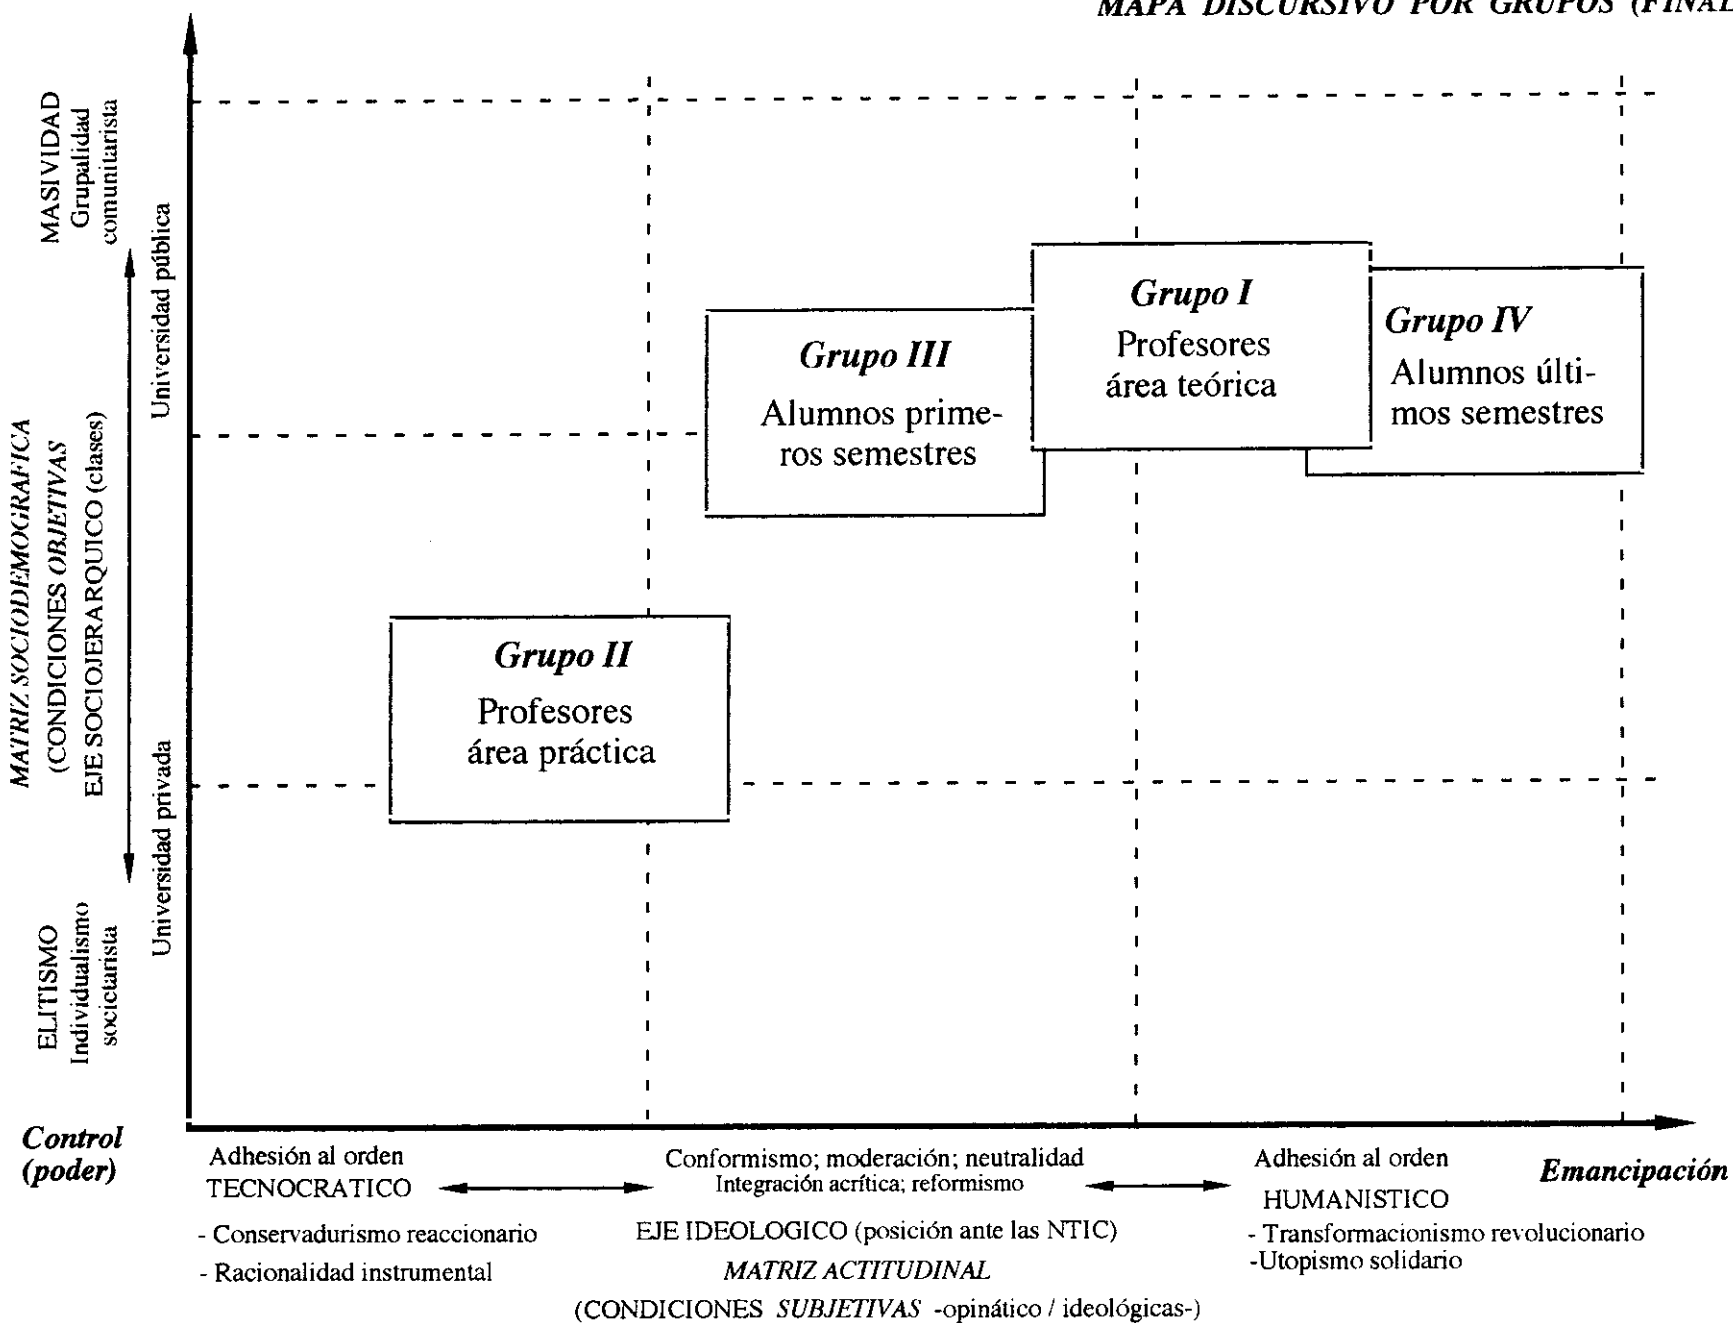 MAPA DISCURSIVO POR GRUPOS (FINAL
MASIVIDAD
Grupalidad
comunitarista
Universidad pública
MATRIZ SOCIODEMOGRAFICA
(CONDICIONES OBJETIVAS
EJE SOCIOJERARQUICO (clases)
Universidad privada
ELITISMO
Individualismo
socictarista
Grupo I
Profesores
área teórica
Grupo IV
Alumnos últi-
mos semestres
Grupo III
Alumnos prime-
ros semestres
Grupo II
Profesores
área práctica
Control
(poder)
Adhesión al orden
TECNOCRATICO
- Conservadurismo reaccionario
- Racionalidad instrumental
Conformismo; moderación; neutralidad
Integración acrítica; reformismo
EJE IDEOLOGICO (posición ante las NTIC)
MATRIZ ACTITUDINAL
(CONDICIONES SUBJETIVAS -opinático / ideológicas-)
Adhesión al orden
HUMANISTICO
- Transformacionismo revolucionario
-Utopismo solidario
Emancipación